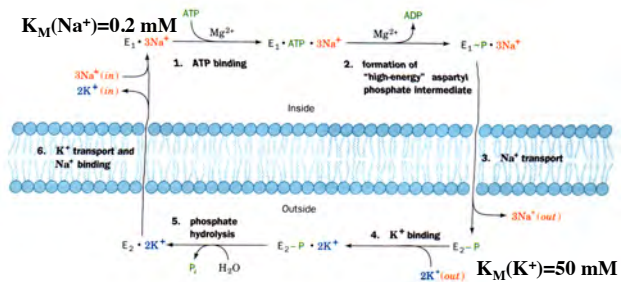 K_M(Na⁺)=0.2 mM
ATP
ADP
E₁ • 3Na⁺
Mg²⁺
E₁ • ATP • 3Na⁺
Mg²⁺
E₁~P • 3Na⁺
1. ATP binding
2. formation of
"high-energy" aspartyl
phosphate intermediate
3Na⁺(in)
2K⁺(in)
Inside
6. K⁺ transport and
Na⁺ binding
3. Na⁺ transport
Outside
3Na⁺(out)
5. phosphate
hydrolysis
4. K⁺ binding
E₂ • 2K⁺
E₂–P • 2K⁺
E₂–P
Pᵢ
H₂O
2K⁺(out)
K_M(K⁺)=50 mM